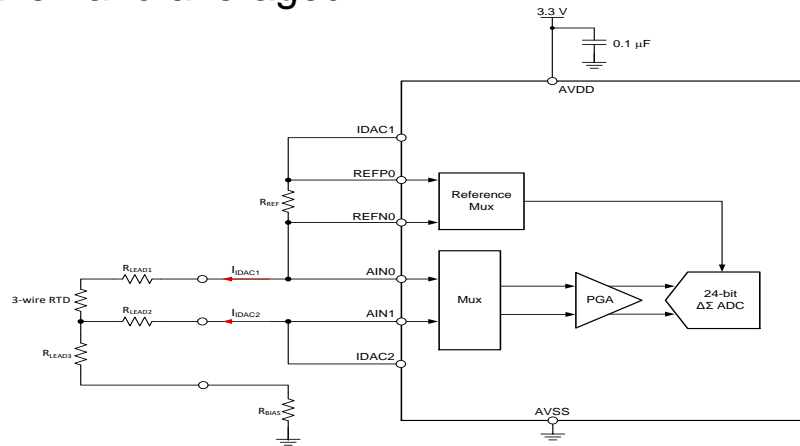 3.3 V
0.1 µF
AVDD
IDAC1
REFP0
Reference
Mux
RREF
REFN0
RLEAD1
IIDAC1
AIN0
3-wire RTD
Mux
PGA
24-bit
ΔΣ ADC
RLEAD2
IIDAC2
AIN1
RLEAD3
IDAC2
RBIAS
AVSS